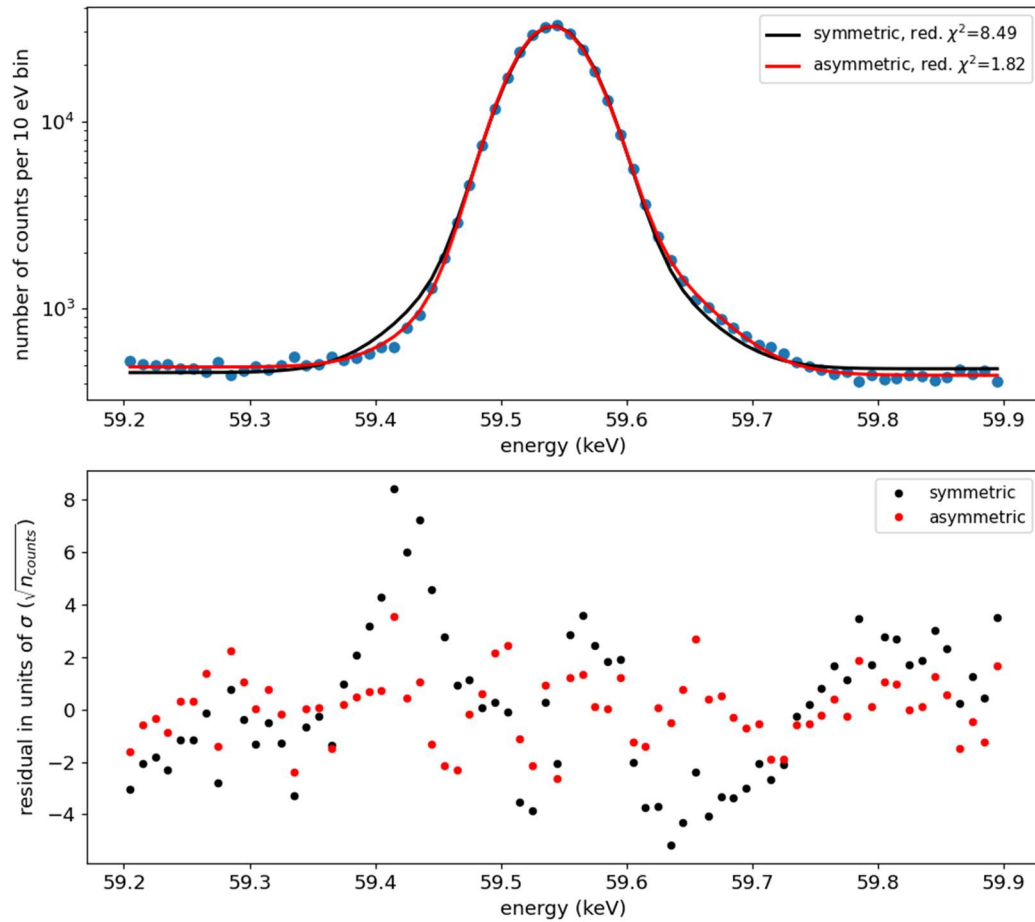 symmetric, red. χ²=8.49
asymmetric, red. χ²=1.82
number of counts per 10 eV bin
10⁴
10³
59.2 59.3 59.4 59.5 59.6 59.7 59.8 59.9
energy (keV)
symmetric
asymmetric
residual in units of σ (√n_counts)
8
6
4
2
0
−2
−4
59.2 59.3 59.4 59.5 59.6 59.7 59.8 59.9
energy (keV)